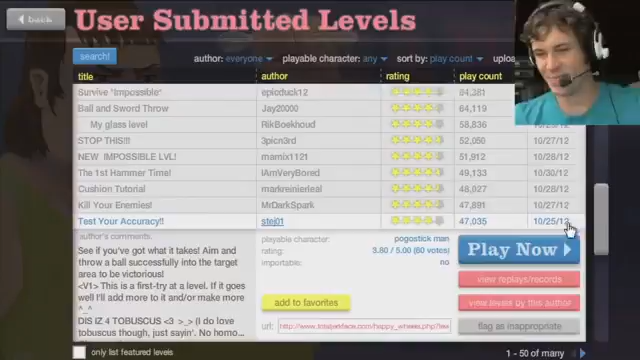 back
User Submitted Levels
search!
author: everyone playable character: any sort by: play count uploa
title author rating play count
Survive "Impossible" epicduck12 84,381
Ball and Sword Throw Jay20000 64,119
My glass level RikBoekhoud 58,836 10/29/12
STOP THIS!!! 3picn3rd 52,050 10/27/12
NEW IMPOSSIBLE LVL! mamix1121 51,912 10/28/12
The 1st Hammer Time! IAmVeryBored 49,133 10/30/12
Cushion Tutorial markreinierleal 48,027 10/28/12
Kill Your Enemies! MrDarkSpark 47,891 10/27/12
Test Your Accuracy!! stej01 47,035 10/25/12
author's comments:
See if you've got what it takes! Aim and
throw a ball successfully into the target
area to be victorious!
<V1> This is a first-try at a level. If it goes
well I'll add more to it and/or make more
^_^
DIS IZ 4 TOBUSCUS <3 >_> (I do love
tobuscus though, just sayin'. No homo...
playable character: pogostick man
rating: 3.80 / 5.00 (60 votes)
importable: no
add to favorites
url: http://www.totaljerkface.com/happy_wheels.php?lev
Play Now
view replays/records
view levels by this author
flag as inappropriate
only list featured levels
1 - 50 of many